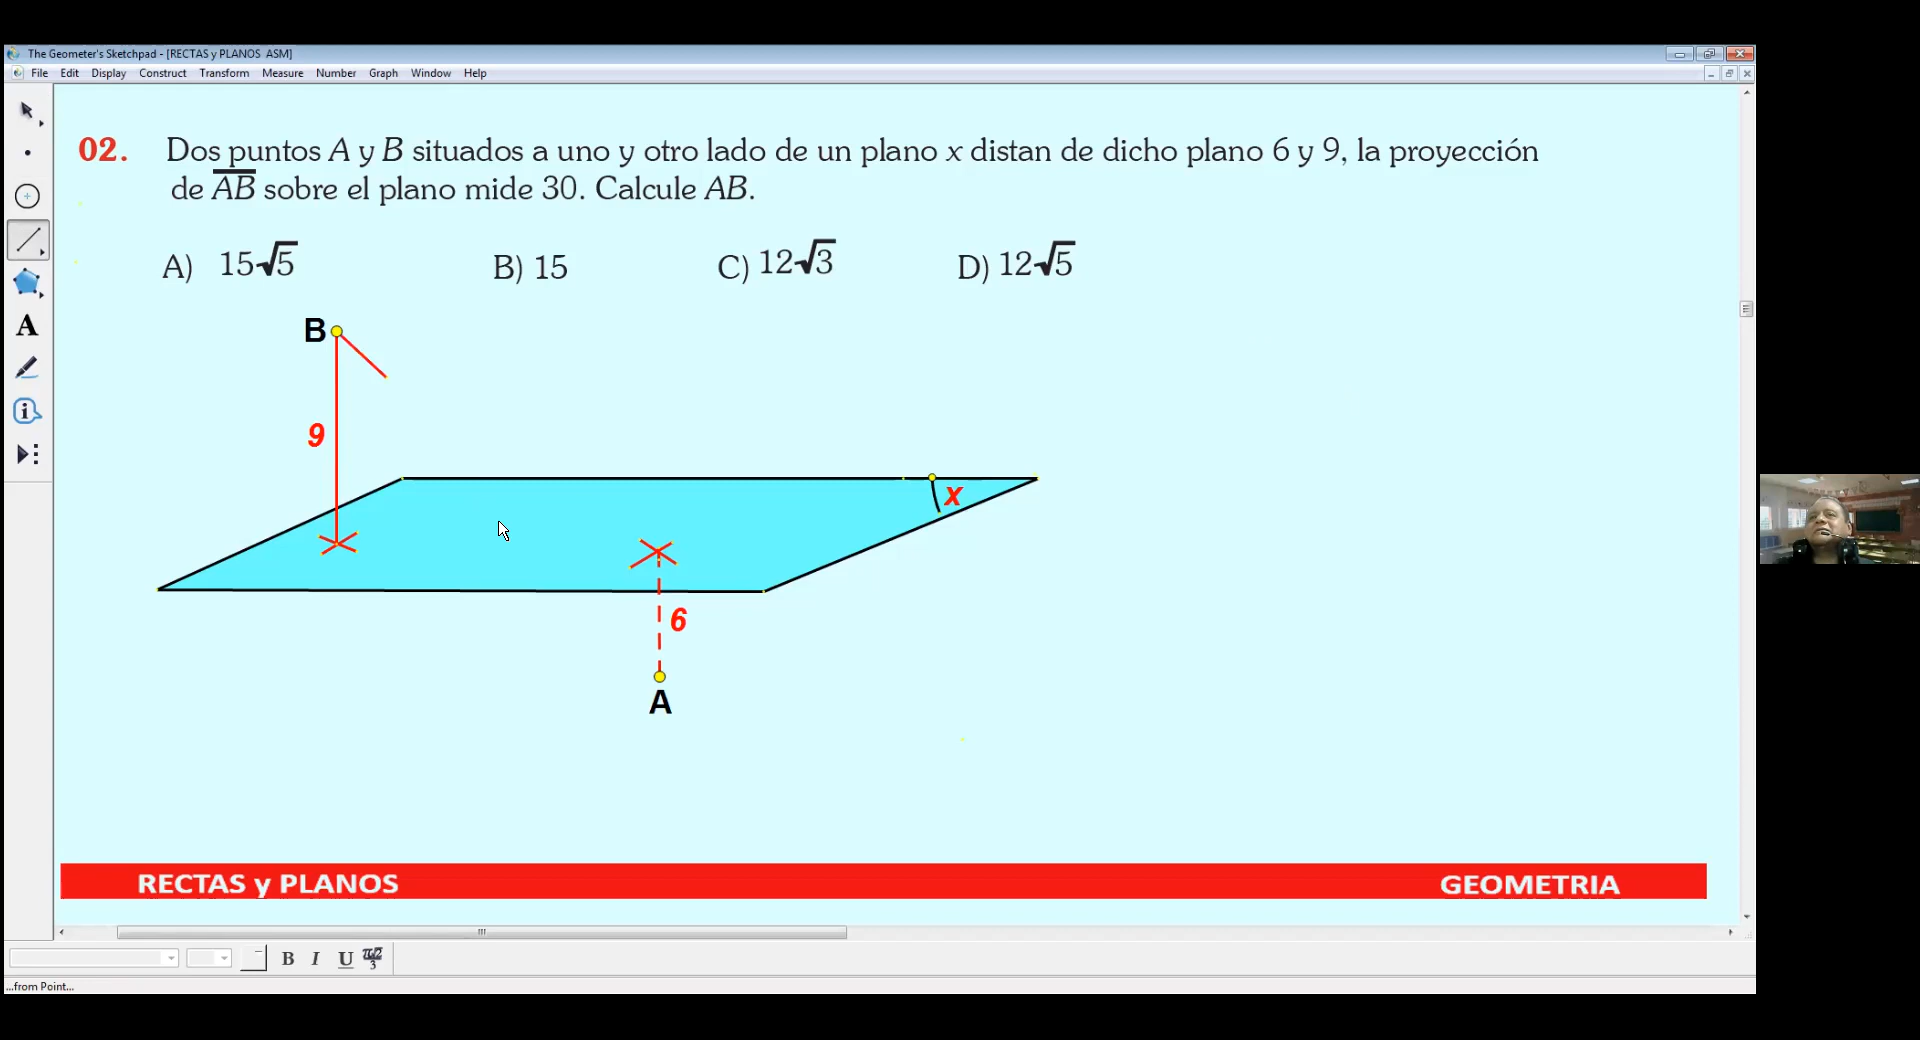 The Geometer's Sketchpad - [RECTAS y PLANOS ASM]
File Edit Display Construct Transform Measure Number Graph Window Help
02. Dos puntos A y B situados a uno y otro lado de un plano x distan de dicho plano 6 y 9, la proyección
de A̅B̅ sobre el plano mide 30. Calcule AB.
A) 15√5 B) 15 C) 12√3 D) 12√5
B
9
x
6
A
A
RECTAS y PLANOS GEOMETRIA
B I U
...from Point...